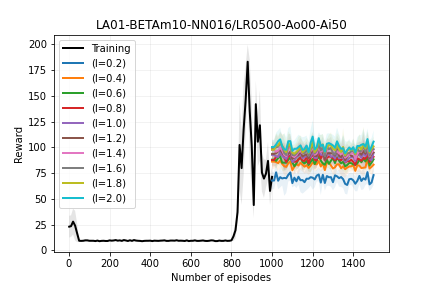 LA01-BETAm10-NN016/LR0500-Ao00-Ai50
200
175
150
125
100
75
50
25
0
Reward
Training
(l=0.2)
(l=0.4)
(l=0.6)
(l=0.8)
(l=1.0)
(l=1.2)
(l=1.4)
(l=1.6)
(l=1.8)
(l=2.0)
0 200 400 600 800 1000 1200 1400
Number of episodes